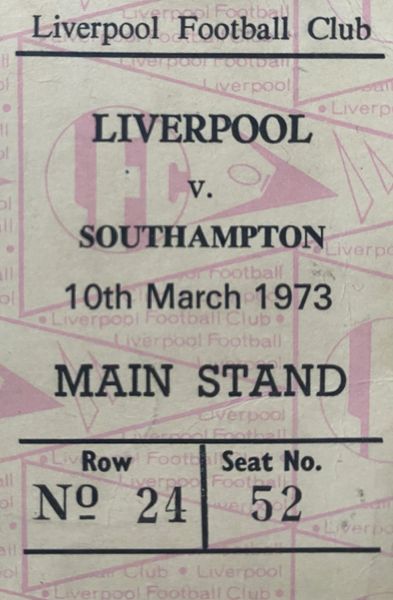 Liverpool Football Club
LIVERPOOL
v.
SOUTHAMPTON
10th March 1973
MAIN STAND
Row
Seat No.
Nº 24
52